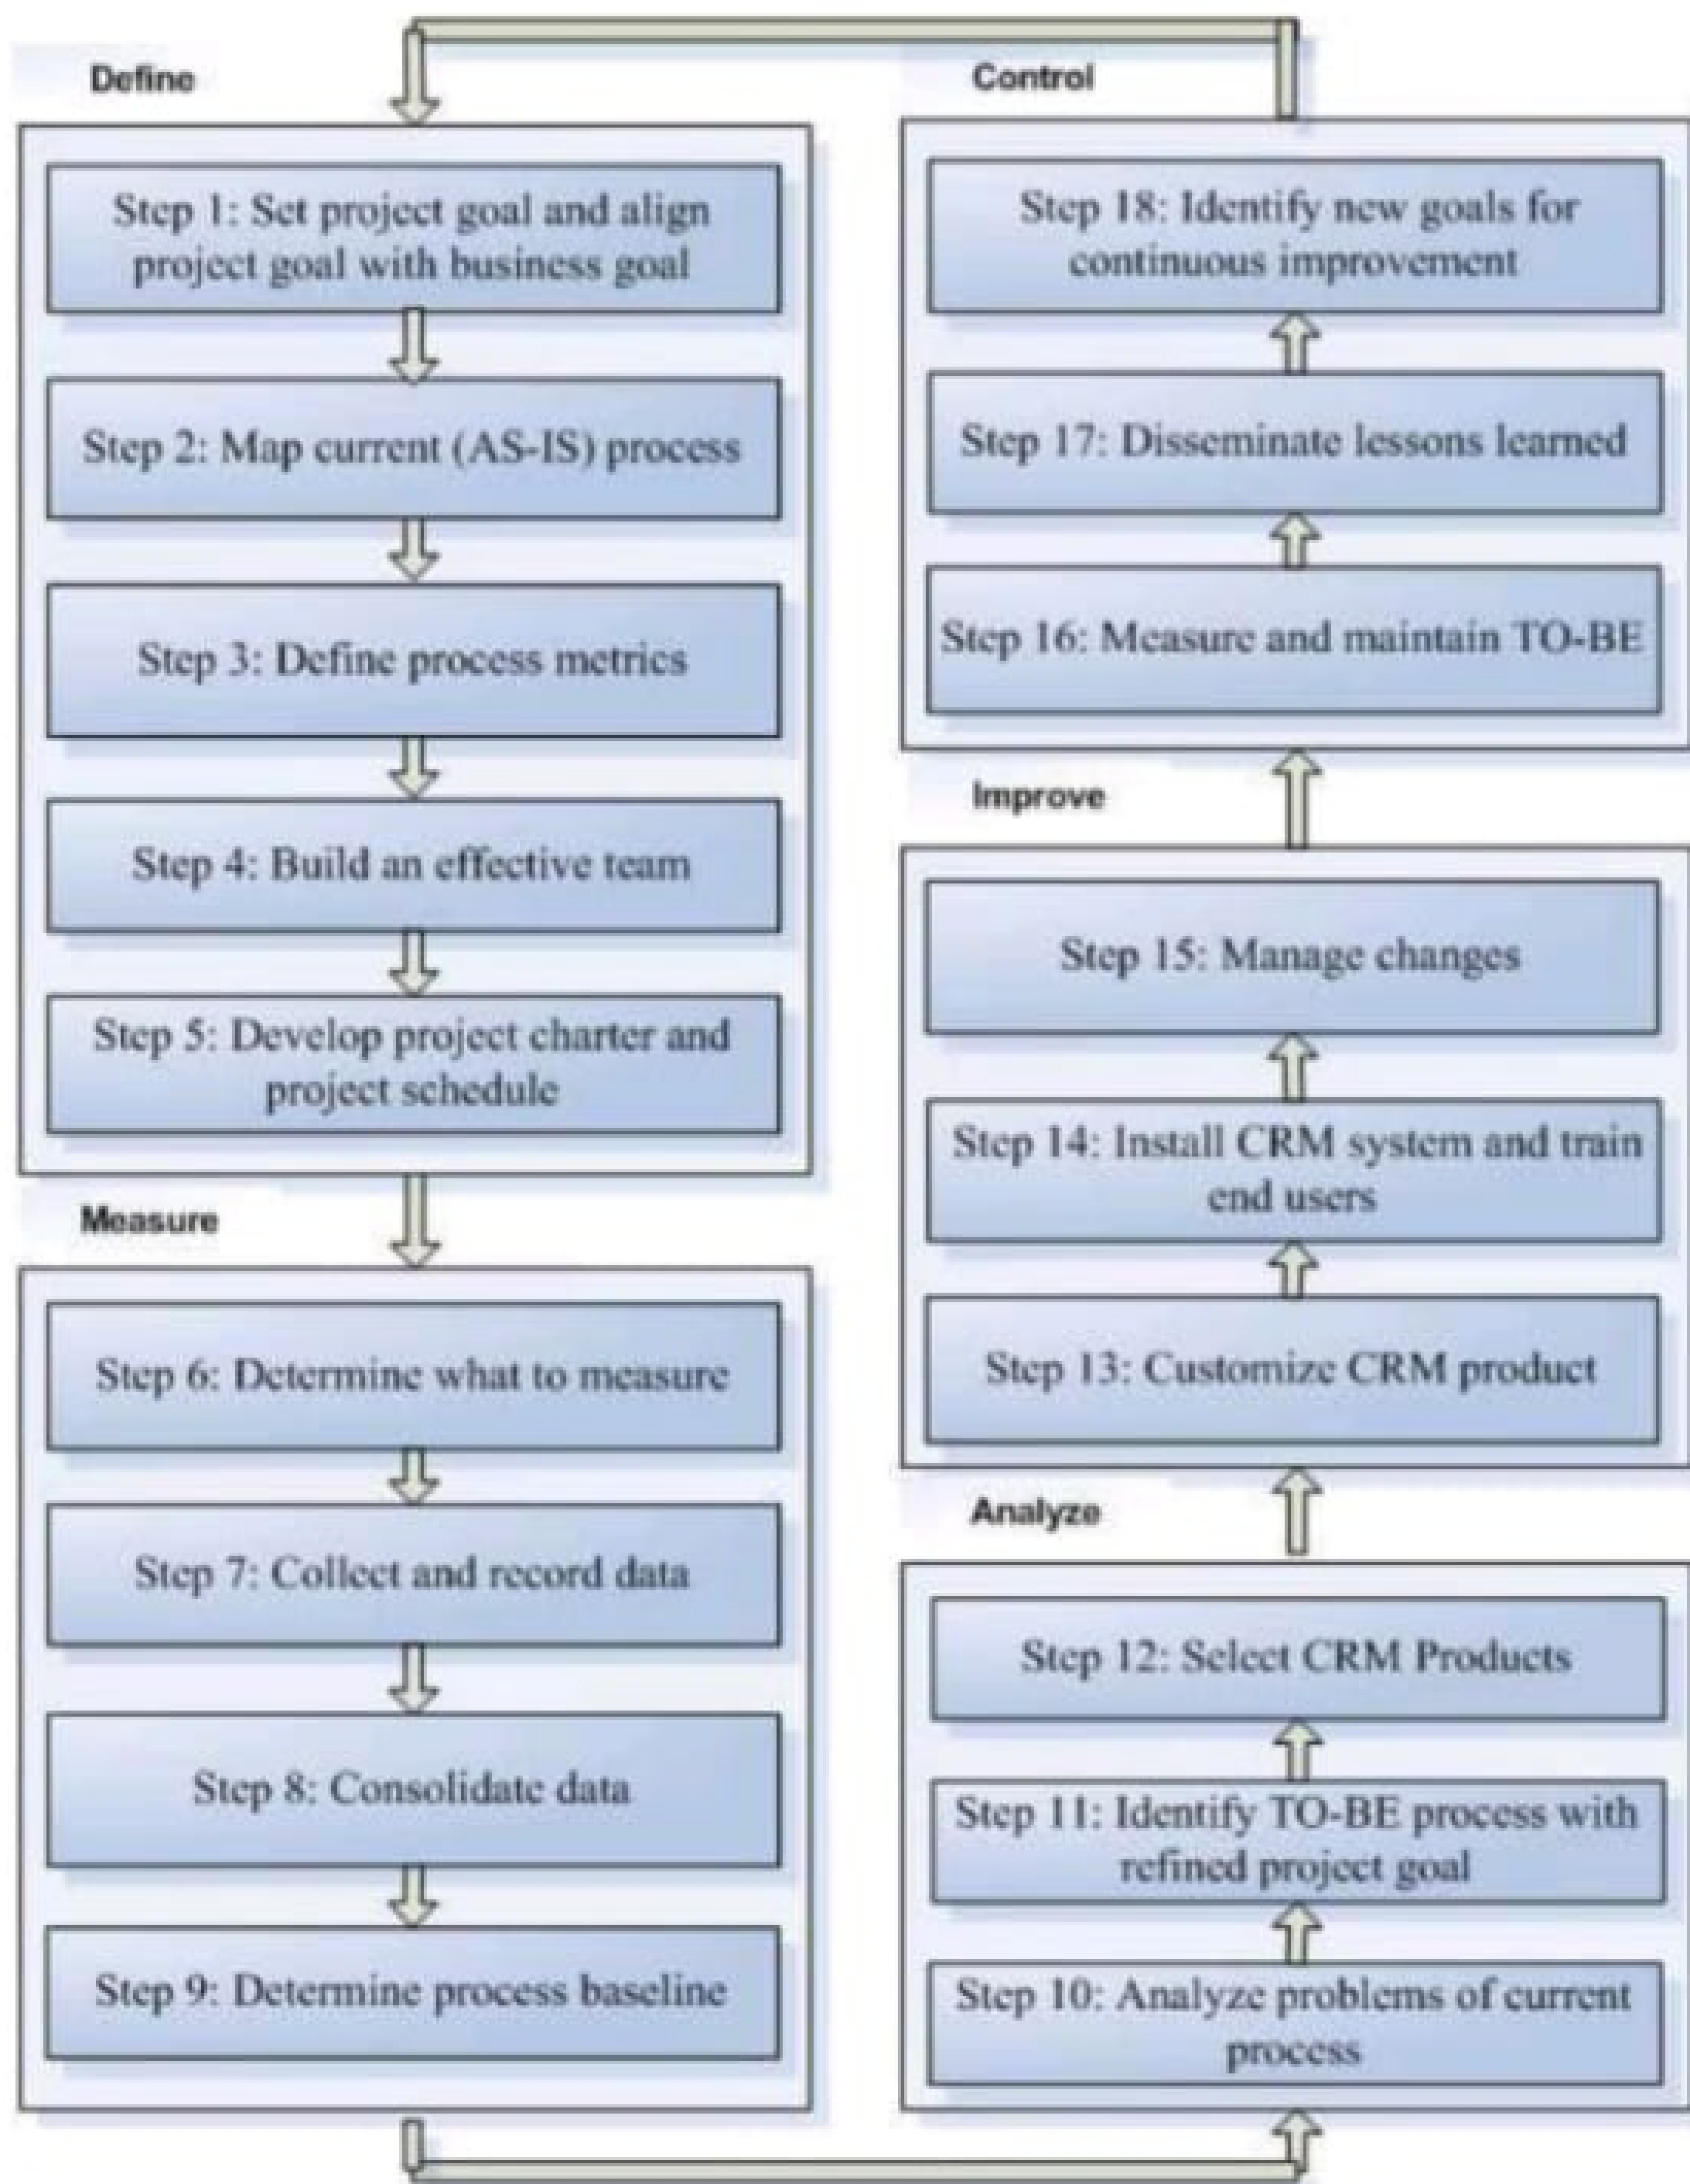 Define
Step 1: Set project goal and align
project goal with business goal
Step 2: Map current (AS-IS) process
Step 3: Define process metrics
Step 4: Build an effective team
Step 5: Develop project charter and
project schedule
Measure
Step 6: Determine what to measure
Step 7: Collect and record data
Step 8: Consolidate data
Step 9: Determine process baseline
Control
Step 18: Identify new goals for
continuous improvement
Step 17: Disseminate lessons learned
Step 16: Measure and maintain TO-BE
Improve
Step 15: Manage changes
Step 14: Install CRM system and train
end users
Step 13: Customize CRM product
Analyze
Step 12: Select CRM Products
Step 11: Identify TO-BE process with
refined project goal
Step 10: Analyze problems of current
process